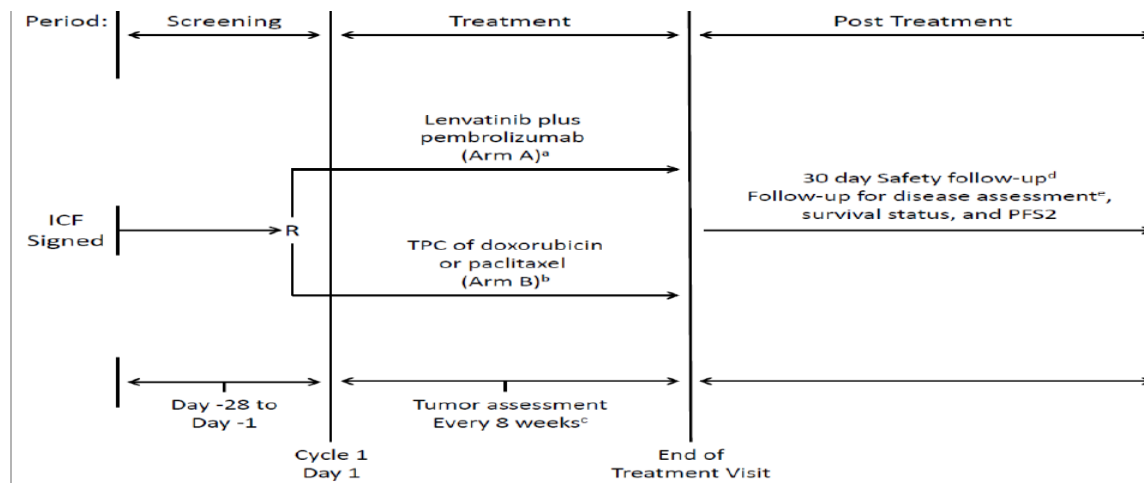 Period:
Screening
Treatment
Post Treatment
Lenvatinib plus
pembrolizumab
(Arm A)ᵃ
ICF
Signed
R
TPC of doxorubicin
or paclitaxel
(Arm B)ᵇ
30 day Safety follow-upᵈ
Follow-up for disease assessmentᵉ,
survival status, and PFS2
Day -28 to
Day -1
Tumor assessment
Every 8 weeksᶜ
Cycle 1
Day 1
End of
Treatment Visit